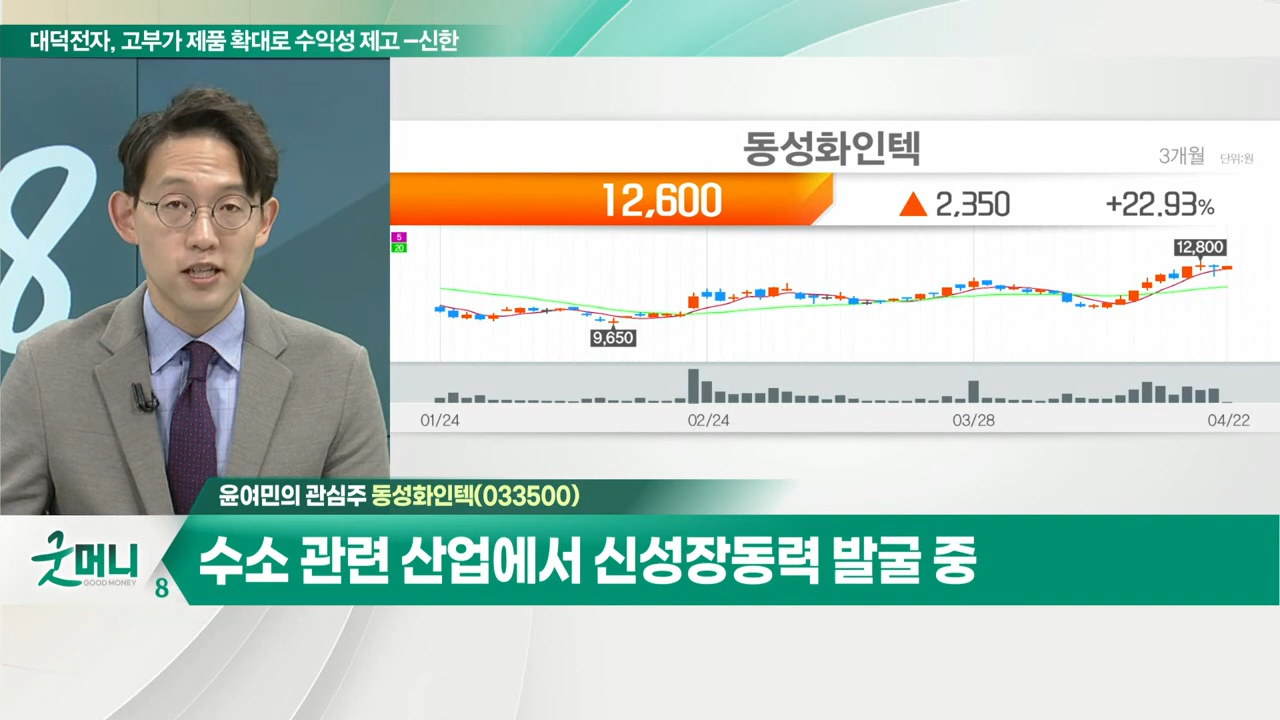 대덕전자, 고부가 제품 확대로 수익성 제고 –신한
8
동성화인텍
3개월 단위:원
12,600 ▲ 2,350 +22.93%
5
20
12,800
9,650
01/24 02/24 03/28 04/22
윤여민의 관심주 동성화인텍(033500)
굿머니
GOOD MONEY
8
수소 관련 산업에서 신성장동력 발굴 중